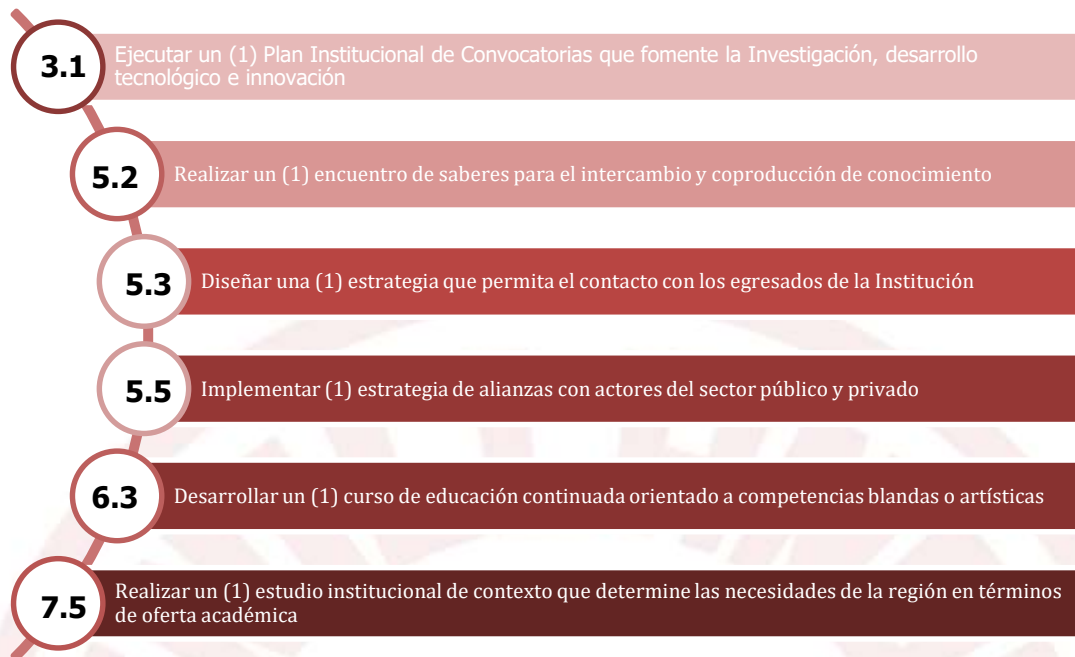 3.1
Ejecutar un (1) Plan Institucional de Convocatorias que fomente la Investigación, desarrollo
tecnológico e innovación
5.2
Realizar un (1) encuentro de saberes para el intercambio y coproducción de conocimiento
5.3
Diseñar una (1) estrategia que permita el contacto con los egresados de la Institución
5.5
Implementar (1) estrategia de alianzas con actores del sector público y privado
6.3
Desarrollar un (1) curso de educación continuada orientado a competencias blandas o artísticas
7.5
Realizar un (1) estudio institucional de contexto que determine las necesidades de la región en términos
de oferta académica